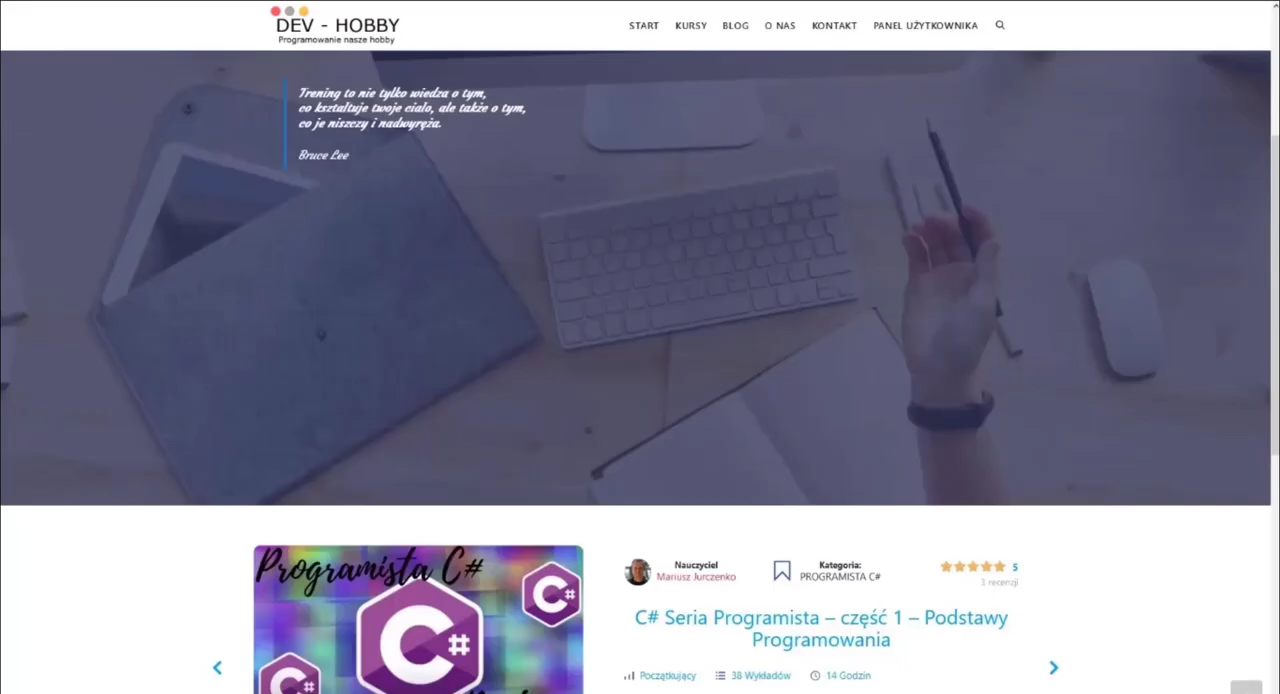 DEV - HOBBY
Programowanie nasze hobby
START KURSY BLOG O NAS KONTAKT PANEL UŻYTKOWNIKA
Trening to nie tylko wiedza o tym,
co kształtuje twoje ciało, ale także o tym,
co je niszczy i nadwyręża.
Bruce Lee
Programista C#
C#
C#
C#
Nauczyciel
Mariusz Jurczenko
Kategoria:
PROGRAMISTA C#
5
3 recenzji
C# Seria Programista – część 1 – Podstawy
Programowania
Początkujący 38 Wykładów 14 Godzin